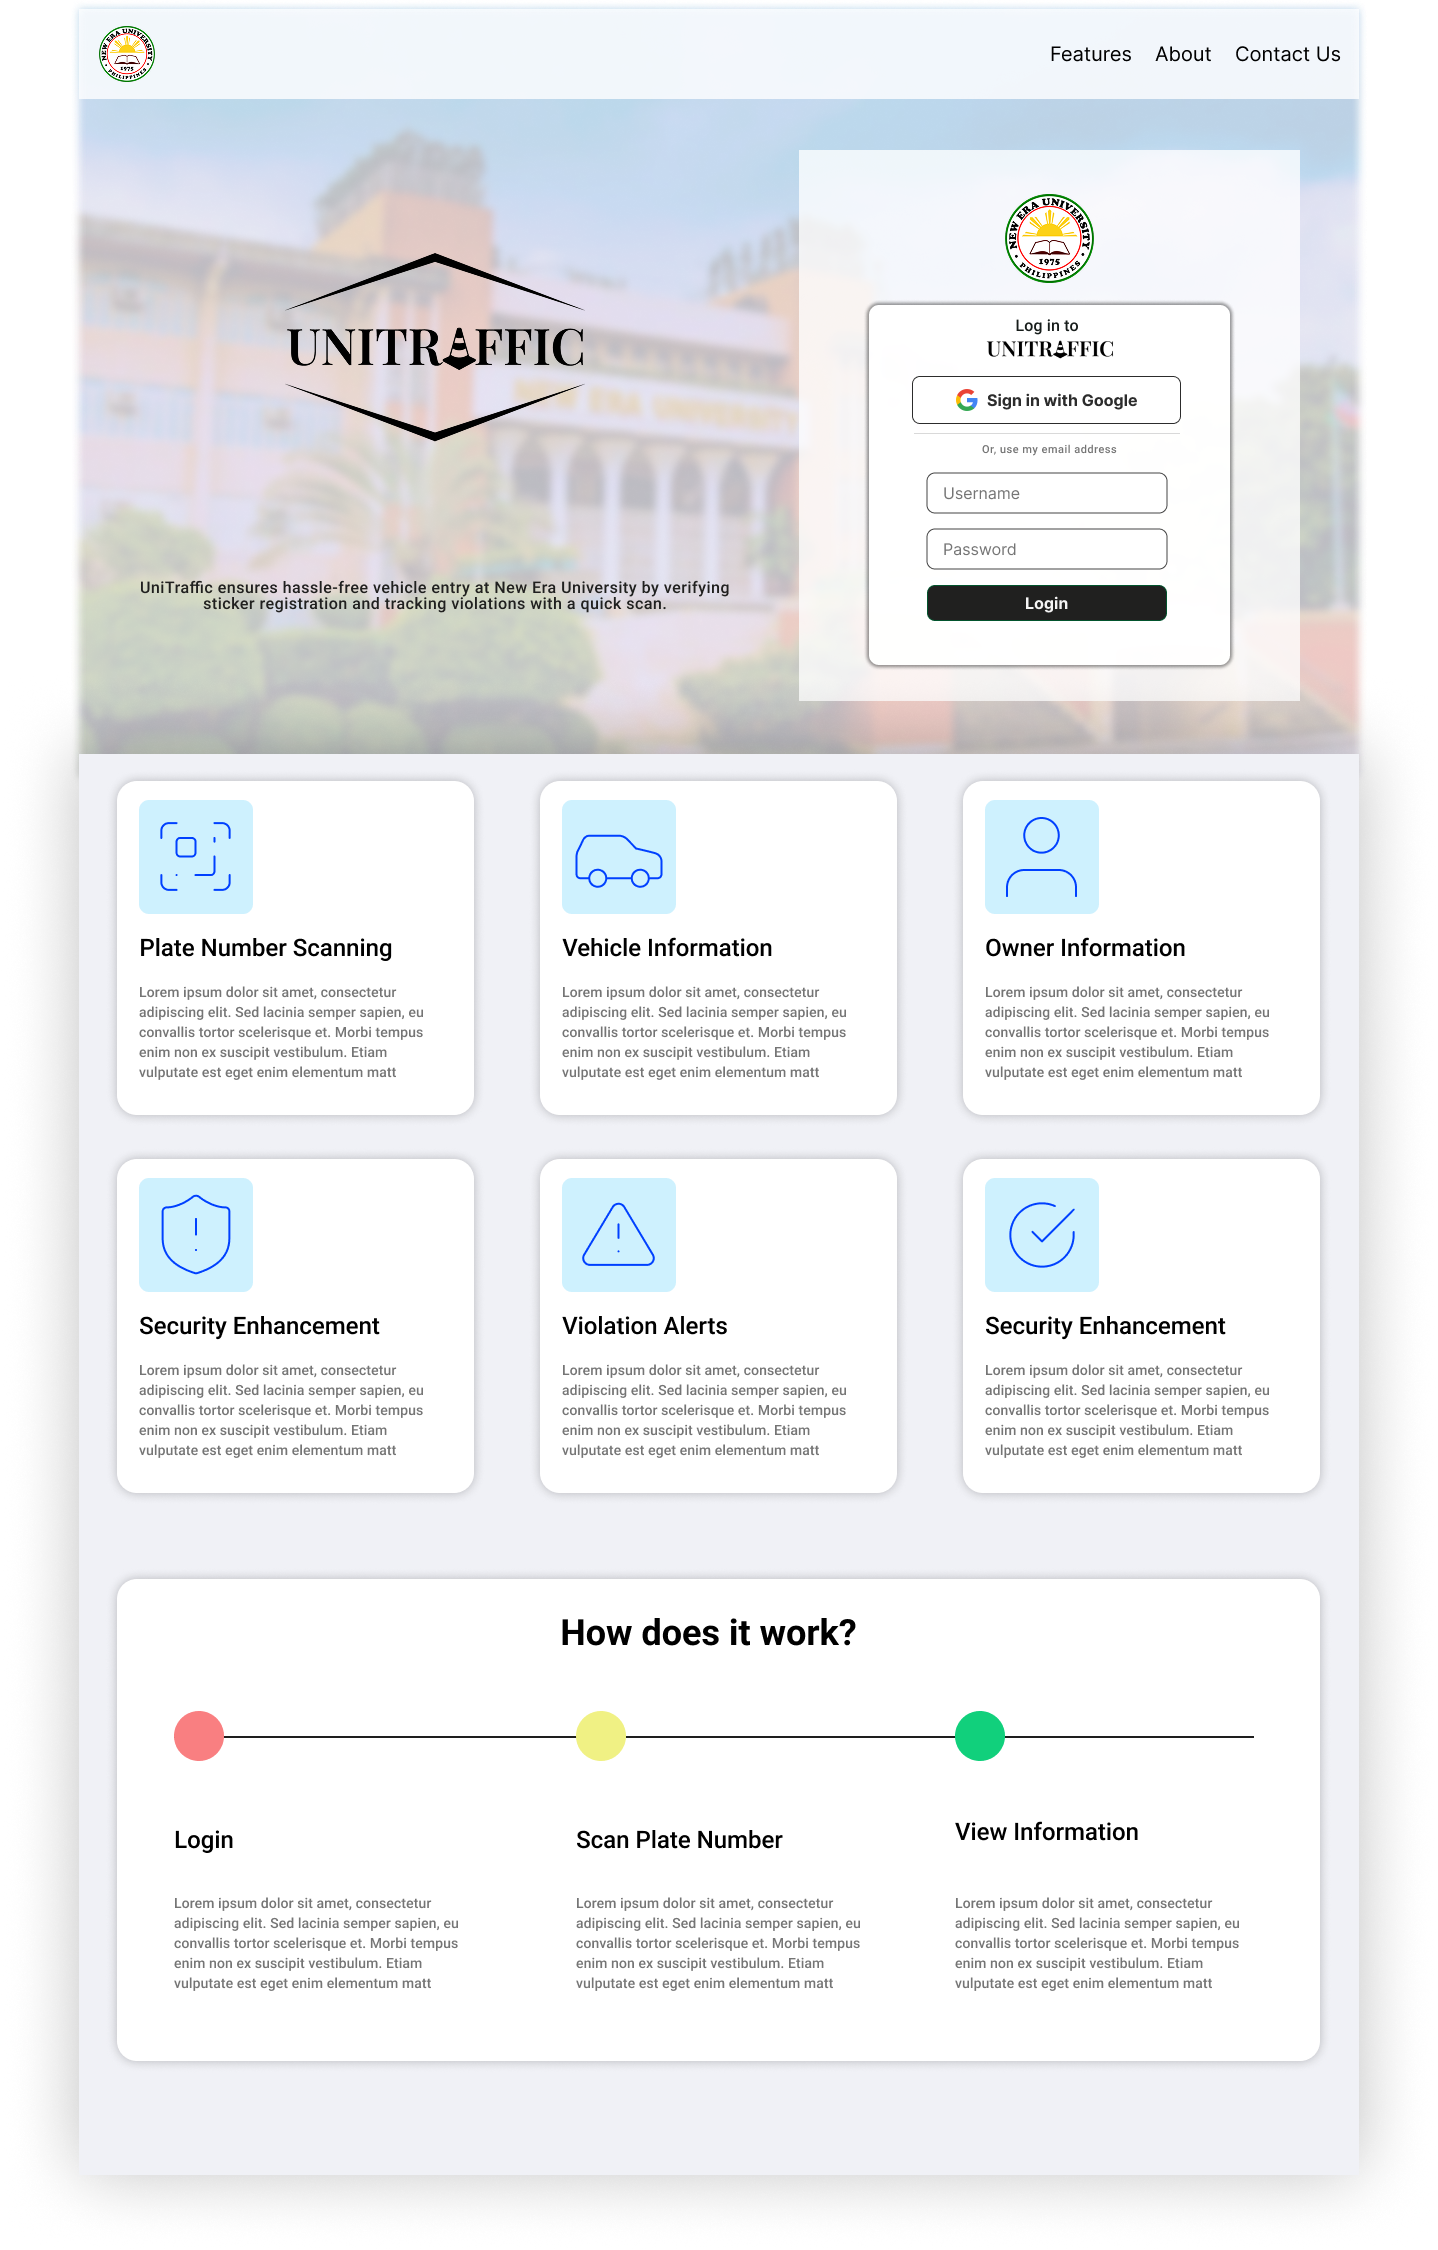 NEW ERA UNIVERSITY
1975
PHILIPPINES
Features About Contact Us
NEW ERA UNIVERSITY
1975
PHILIPPINES
UNITRAFFIC
NEW ERA UNIVERSITY
Log in to
UNITRAFFIC
Sign in with Google
Or, use my email address
Username
Password
Login
UniTraffic ensures hassle-free vehicle entry at New Era University by verifying
sticker registration and tracking violations with a quick scan.
Plate Number Scanning
Lorem ipsum dolor sit amet, consectetur
adipiscing elit. Sed lacinia semper sapien, eu
convallis tortor scelerisque et. Morbi tempus
enim non ex suscipit vestibulum. Etiam
vulputate est eget enim elementum matt
Vehicle Information
Lorem ipsum dolor sit amet, consectetur
adipiscing elit. Sed lacinia semper sapien, eu
convallis tortor scelerisque et. Morbi tempus
enim non ex suscipit vestibulum. Etiam
vulputate est eget enim elementum matt
Owner Information
Lorem ipsum dolor sit amet, consectetur
adipiscing elit. Sed lacinia semper sapien, eu
convallis tortor scelerisque et. Morbi tempus
enim non ex suscipit vestibulum. Etiam
vulputate est eget enim elementum matt
Security Enhancement
Lorem ipsum dolor sit amet, consectetur
adipiscing elit. Sed lacinia semper sapien, eu
convallis tortor scelerisque et. Morbi tempus
enim non ex suscipit vestibulum. Etiam
vulputate est eget enim elementum matt
Violation Alerts
Lorem ipsum dolor sit amet, consectetur
adipiscing elit. Sed lacinia semper sapien, eu
convallis tortor scelerisque et. Morbi tempus
enim non ex suscipit vestibulum. Etiam
vulputate est eget enim elementum matt
Security Enhancement
Lorem ipsum dolor sit amet, consectetur
adipiscing elit. Sed lacinia semper sapien, eu
convallis tortor scelerisque et. Morbi tempus
enim non ex suscipit vestibulum. Etiam
vulputate est eget enim elementum matt
How does it work?
Login
Lorem ipsum dolor sit amet, consectetur
adipiscing elit. Sed lacinia semper sapien, eu
convallis tortor scelerisque et. Morbi tempus
enim non ex suscipit vestibulum. Etiam
vulputate est eget enim elementum matt
Scan Plate Number
Lorem ipsum dolor sit amet, consectetur
adipiscing elit. Sed lacinia semper sapien, eu
convallis tortor scelerisque et. Morbi tempus
enim non ex suscipit vestibulum. Etiam
vulputate est eget enim elementum matt
View Information
Lorem ipsum dolor sit amet, consectetur
adipiscing elit. Sed lacinia semper sapien, eu
convallis tortor scelerisque et. Morbi tempus
enim non ex suscipit vestibulum. Etiam
vulputate est eget enim elementum matt